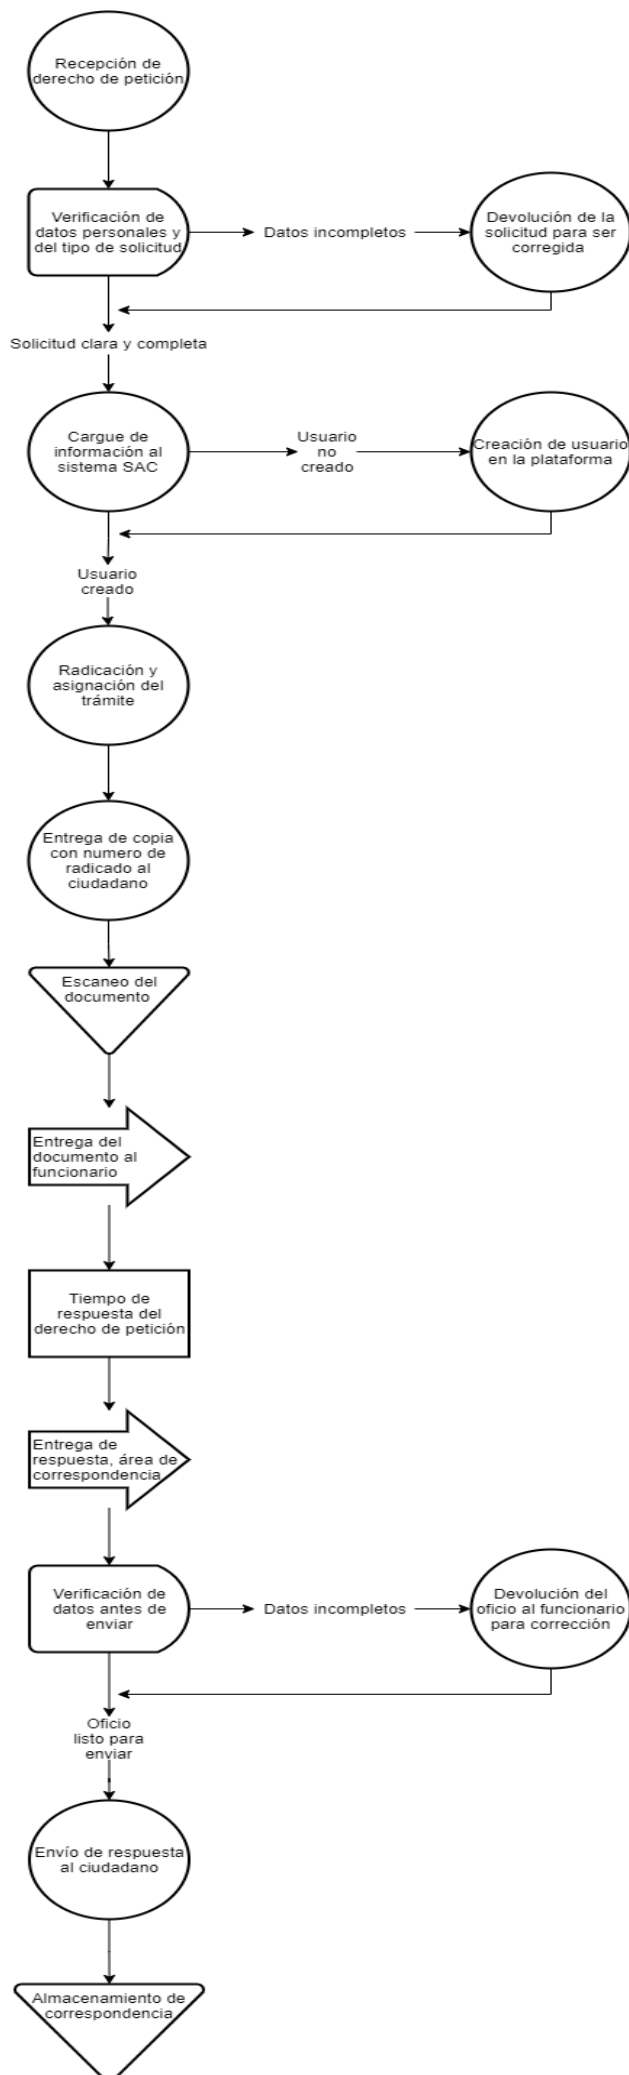 Recepción de
derecho de petición
Verificación de
datos personales y
del tipo de solicitud
Datos incompletos
Devolución de la
solicitud para ser
corregida
Solicitud clara y completa
Cargue de
información al
sistema SAC
Usuario
no
creado
Creación de usuario
en la plataforma
Usuario
creado
Radicación y
asignación del
trámite
Entrega de copia
con numero de
radicado al
ciudadano
Escaneo del
documento
Entrega del
documento al
funcionario
Tiempo de
respuesta del
derecho de petición
Entrega de
respuesta, área de
correspondencia
Verificación de
datos antes de
enviar
Datos incompletos
Devolución del
oficio al funcionario
para corrección
Oficio
listo para
enviar
Envío de respuesta
al ciudadano
Almacenamiento de
correspondencia